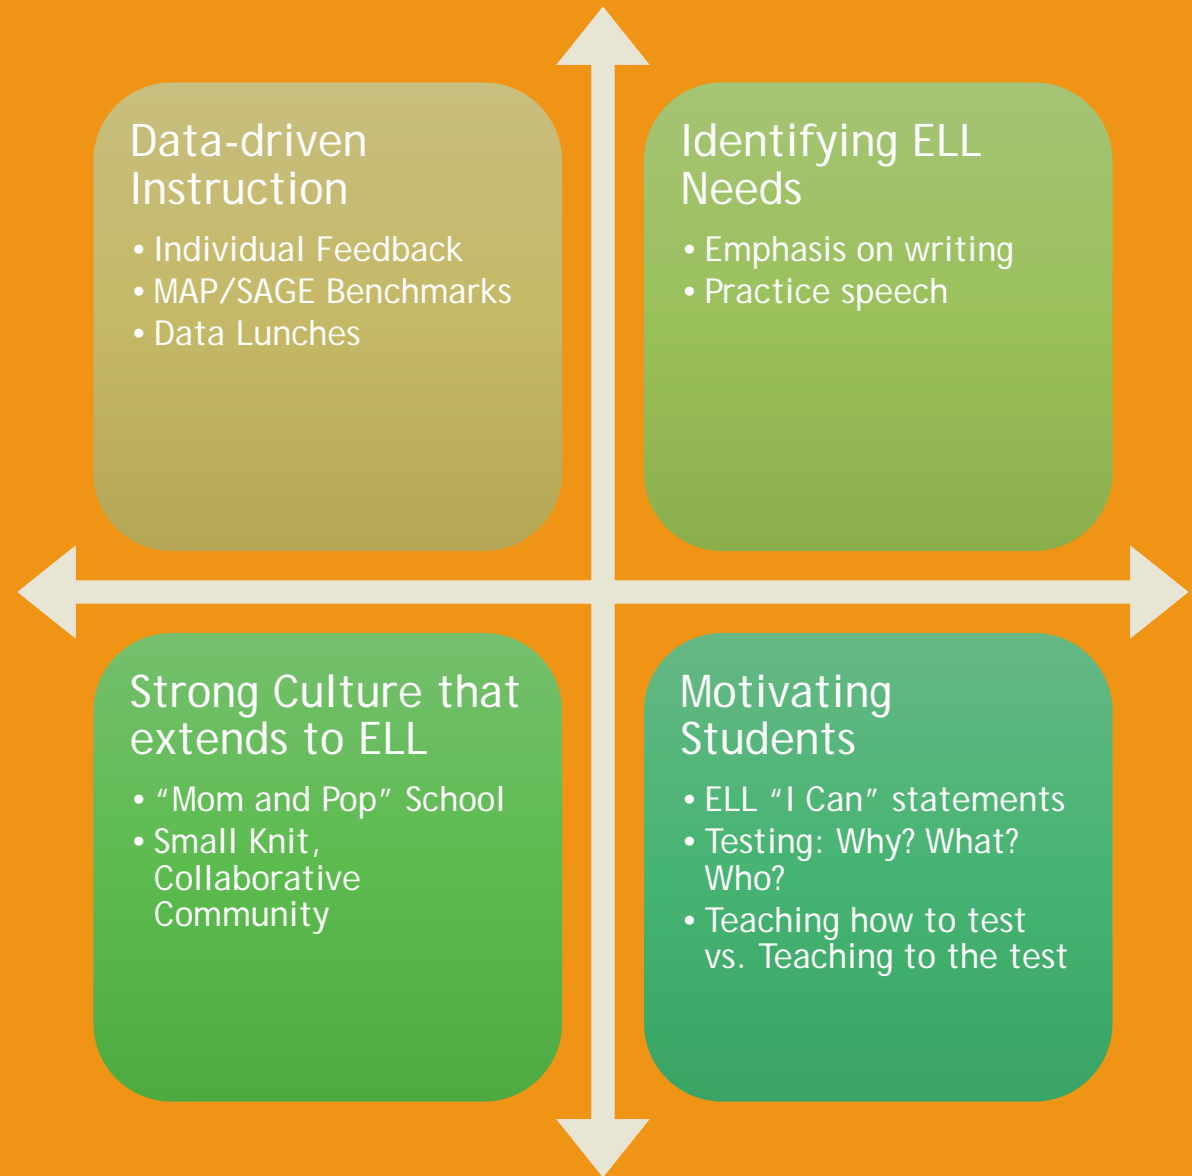 Data-driven
Instruction
• Individual Feedback
• MAP/SAGE Benchmarks
• Data Lunches
Identifying ELL
Needs
• Emphasis on writing
• Practice speech
Strong Culture that
extends to ELL
• “Mom and Pop” School
• Small Knit,
Collaborative
Community
Motivating
Students
• ELL “I Can” statements
• Testing: Why? What?
Who?
• Teaching how to test
vs. Teaching to the test